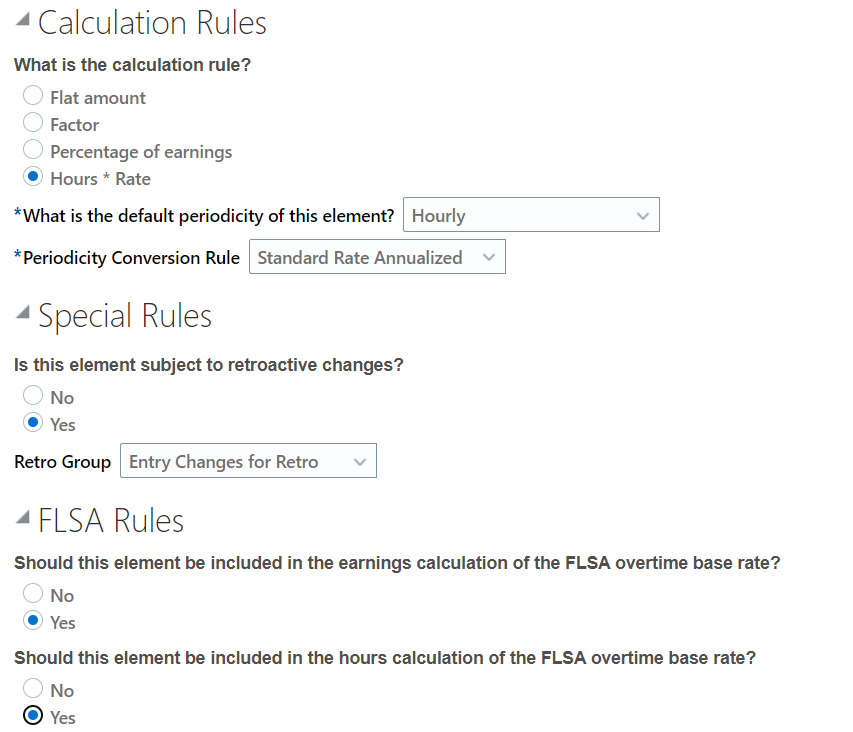 Calculation Rules
What is the calculation rule?
Flat amount
Factor
Percentage of earnings
Hours * Rate
*What is the default periodicity of this element? Hourly
*Periodicity Conversion Rule Standard Rate Annualized
Special Rules
Is this element subject to retroactive changes?
No
Yes
Retro Group Entry Changes for Retro
FLSA Rules
Should this element be included in the earnings calculation of the FLSA overtime base rate?
No
Yes
Should this element be included in the hours calculation of the FLSA overtime base rate?
No
Yes